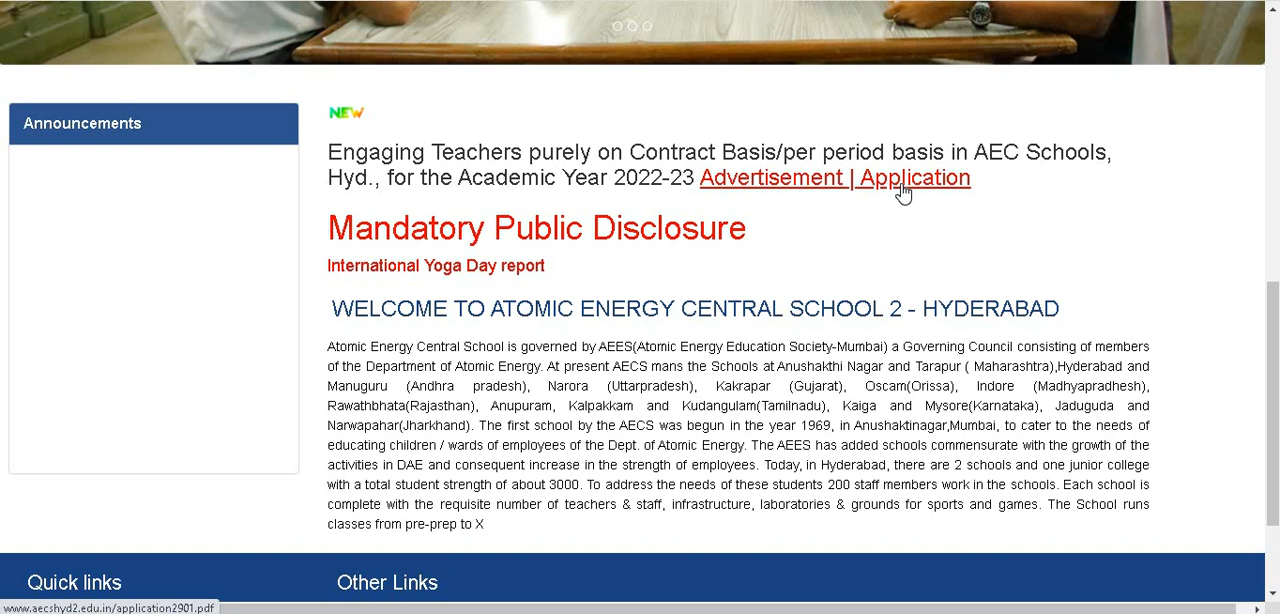 Announcements
NEW
Engaging Teachers purely on Contract Basis/per period basis in AEC Schools,
Hyd., for the Academic Year 2022-23 Advertisement | Application
Mandatory Public Disclosure
International Yoga Day report
WELCOME TO ATOMIC ENERGY CENTRAL SCHOOL 2 - HYDERABAD
Atomic Energy Central School is governed by AEES(Atomic Energy Education Society-Mumbai) a Governing Council consisting of members
of the Department of Atomic Energy. At present AECS mans the Schools at Anushakthi Nagar and Tarapur ( Maharashtra),Hyderabad and
Manuguru (Andhra pradesh), Narora (Uttarpradesh), Kakrapar (Gujarat), Oscam(Orissa), Indore (Madhyapradhesh),
Rawathbhata(Rajasthan), Anupuram, Kalpakkam and Kudangulam(Tamilnadu), Kaiga and Mysore(Karnataka), Jaduguda and
Narwapahar(Jharkhand). The first school by the AECS was begun in the year 1969, in Anushaktinagar,Mumbai, to cater to the needs of
educating children / wards of employees of the Dept. of Atomic Energy. The AEES has added schools commensurate with the growth of the
activities in DAE and consequent increase in the strength of employees. Today, in Hyderabad, there are 2 schools and one junior college
with a total student strength of about 3000. To address the needs of these students 200 staff members work in the schools. Each school is
complete with the requisite number of teachers & staff, infrastructure, laboratories & grounds for sports and games. The School runs
classes from pre-prep to X
Quick links
Other Links
www.aecshyd2.edu.in/application2901.pdf